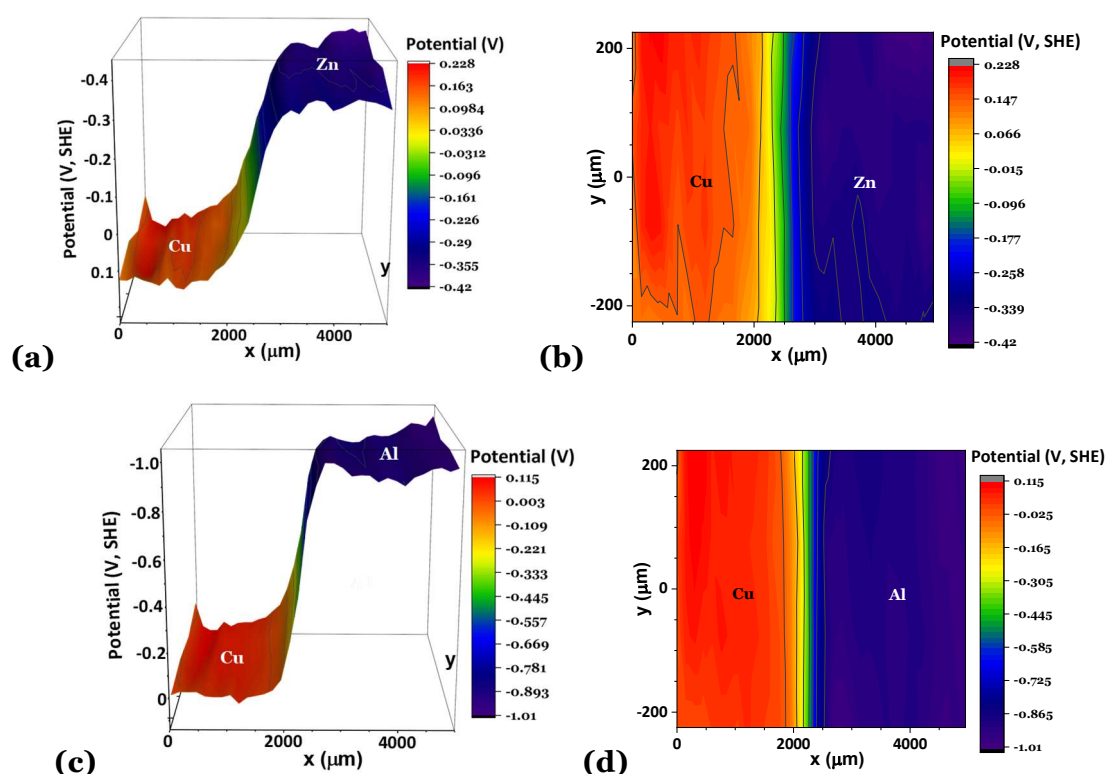 Potential (V)
0.228
0.163
0.0984
0.0336
-0.0312
-0.096
-0.161
-0.226
-0.29
-0.355
-0.42
Potential (V, SHE)
-0.4
-0.3
-0.2
-0.1
0
0.1
Zn
Cu
y
0
2000
4000
x (μm)
(a)
Potential (V, SHE)
0.228
0.147
0.066
-0.015
-0.096
-0.177
-0.258
-0.339
-0.42
y (μm)
200
0
-200
Cu
Zn
0
2000
4000
x (μm)
(b)
Potential (V)
0.115
0.003
-0.109
-0.221
-0.333
-0.445
-0.557
-0.669
-0.781
-0.893
-1.01
Potential (V, SHE)
-1.0
-0.8
-0.6
-0.4
-0.2
0
Al
Cu
y
0
2000
4000
x (μm)
(c)
Potential (V, SHE)
0.115
-0.025
-0.165
-0.305
-0.445
-0.585
-0.725
-0.865
-1.01
y (μm)
200
0
-200
Cu
Al
0
2000
4000
x (μm)
(d)